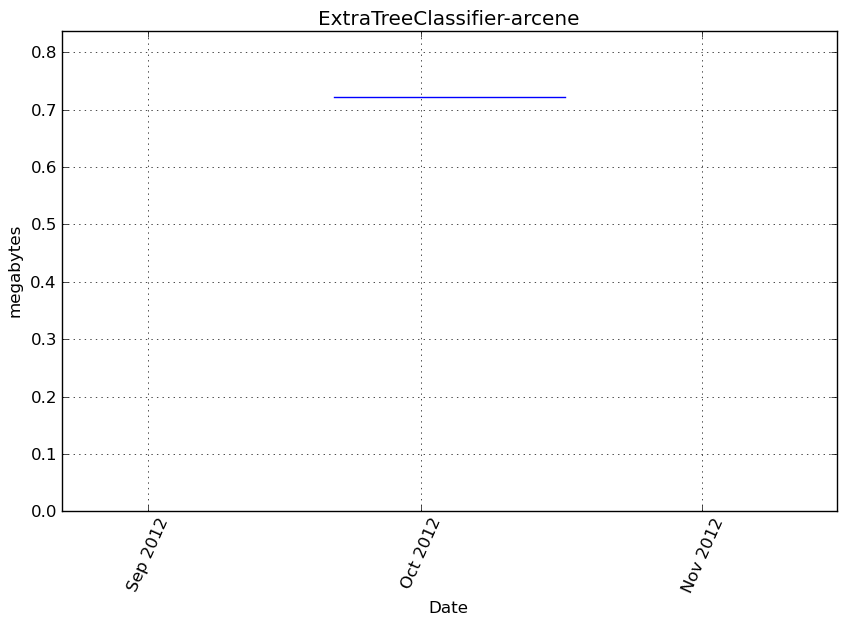 ExtraTreeClassifier-arcene
megabytes
0.8
0.7
0.6
0.5
0.4
0.3
0.2
0.1
0.0
Sep 2012
Oct 2012
Nov 2012
Date